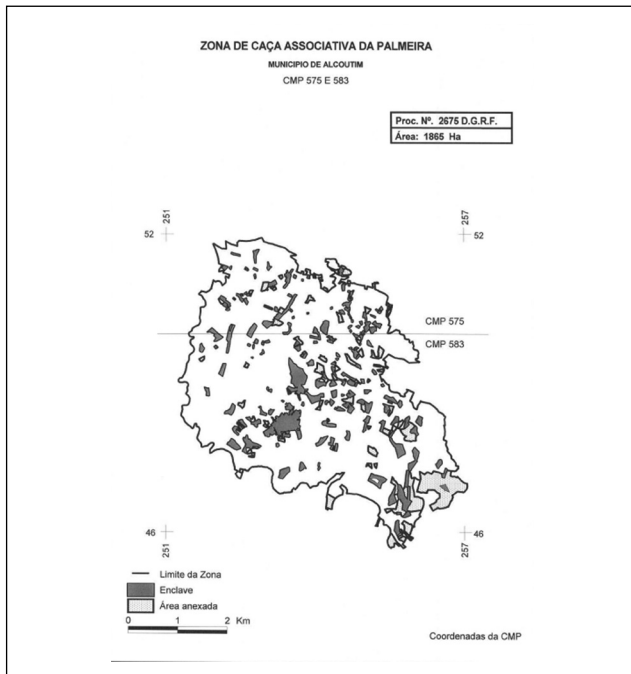 ZONA DE CAÇA ASSOCIATIVA DA PALMEIRA
MUNICIPIO DE ALCOUTIM
CMP 575 E 583
Proc. Nº. 2675 D.G.R.F.
Área: 1865 Ha
251
257
52
52
CMP 575
CMP 583
46
46
251
257
Limite da Zona
Enclave
Área anexada
0 1 2 Km
Coordenadas da CMP